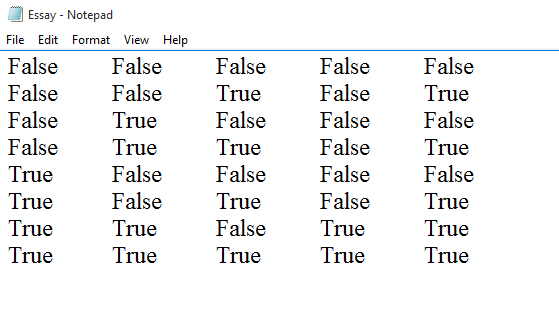 Essay - Notepad
File Edit Format View Help
False False False False False
False False True False True
False True False False False
False True True False True
True False False False False
True False True False True
True True False True True
True True True True True